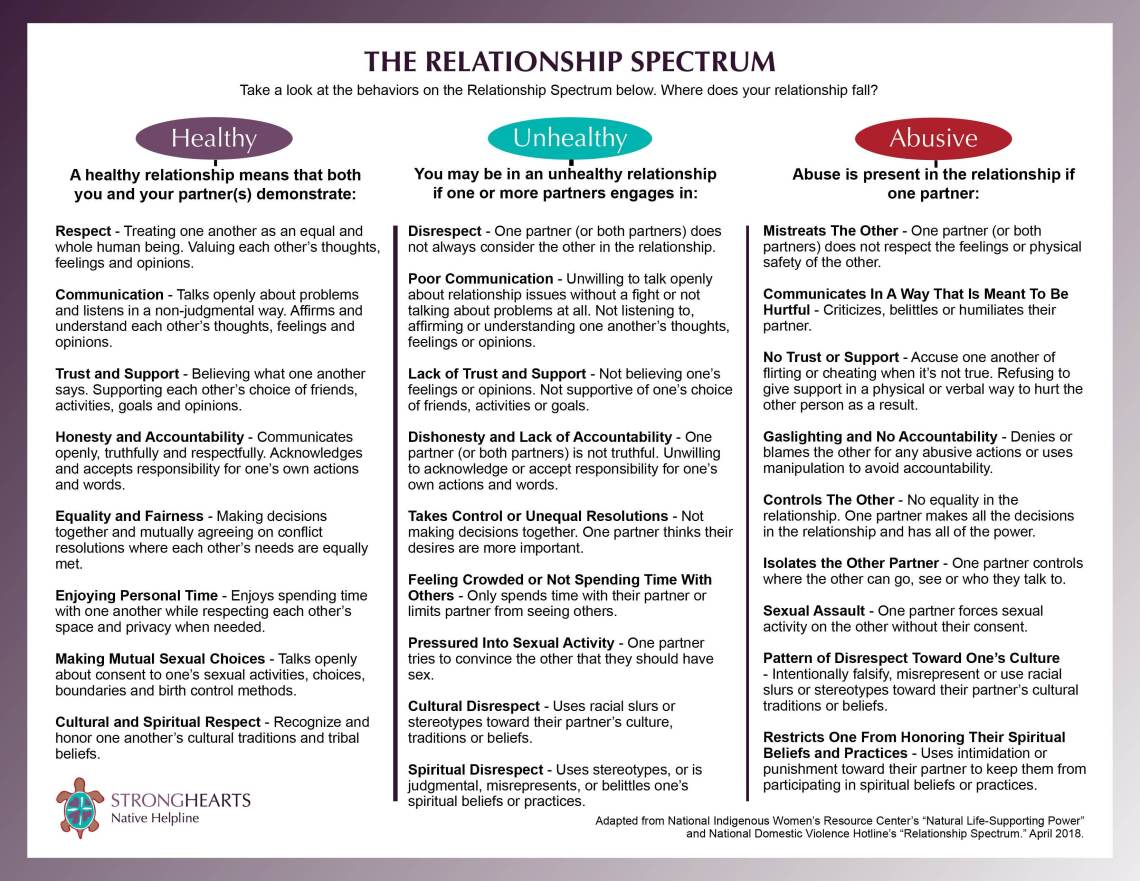 THE RELATIONSHIP SPECTRUM
Take a look at the behaviors on the Relationship Spectrum below. Where does your relationship fall?
Healthy
A healthy relationship means that both
you and your partner(s) demonstrate:
Respect - Treating one another as an equal and
whole human being. Valuing each other's thoughts,
feelings and opinions.
Communication - Talks openly about problems
and listens in a non-judgmental way. Affirms and
understand each other's thoughts, feelings and
opinions.
Trust and Support - Believing what one another
says. Supporting each other's choice of friends,
activities, goals and opinions.
Honesty and Accountability - Communicates
openly, truthfully and respectfully. Acknowledges
and accepts responsibility for one's own actions
and words.
Equality and Fairness - Making decisions
together and mutually agreeing on conflict
resolutions where each other's needs are equally
met.
Enjoying Personal Time - Enjoys spending time
with one another while respecting each other's
space and privacy when needed.
Making Mutual Sexual Choices - Talks openly
about consent to one's sexual activities, choices,
boundaries and birth control methods.
Cultural and Spiritual Respect - Recognize and
honor one another's cultural traditions and tribal
beliefs.
Unhealthy
You may be in an unhealthy relationship
if one or more partners engages in:
Disrespect - One partner (or both partners) does
not always consider the other in the relationship.
Poor Communication - Unwilling to talk openly
about relationship issues without a fight or not
talking about problems at all. Not listening to,
affirming or understanding one another's thoughts,
feelings or opinions.
Lack of Trust and Support - Not believing one's
feelings or opinions. Not supportive of one's choice
of friends, activities or goals.
Dishonesty and Lack of Accountability - One
partner (or both partners) is not truthful. Unwilling
to acknowledge or accept responsibility for one's
own actions and words.
Takes Control or Unequal Resolutions - Not
making decisions together. One partner thinks their
desires are more important.
Feeling Crowded or Not Spending Time With
Others - Only spends time with their partner or
limits partner from seeing others.
Pressured Into Sexual Activity - One partner
tries to convince the other that they should have
sex.
Cultural Disrespect - Uses racial slurs or
stereotypes toward their partner's culture,
traditions or beliefs.
Spiritual Disrespect - Uses stereotypes, or is
judgmental, misrepresents, or belittles one's
spiritual beliefs or practices.
Abusive
Abuse is present in the relationship if
one partner:
Mistreats The Other - One partner (or both
partners) does not respect the feelings or physical
safety of the other.
Communicates In A Way That Is Meant To Be
Hurtful - Criticizes, belittles or humiliates their
partner.
No Trust or Support - Accuse one another of
flirting or cheating when it's not true. Refusing to
give support in a physical or verbal way to hurt the
other person as a result.
Gaslighting and No Accountability - Denies or
blames the other for any abusive actions or uses
manipulation to avoid accountability.
Controls The Other - No equality in the
relationship. One partner makes all the decisions
in the relationship and has all of the power.
Isolates the Other Partner - One partner controls
where the other can go, see or who they talk to.
Sexual Assault - One partner forces sexual
activity on the other without their consent.
Pattern of Disrespect Toward One's Culture
- Intentionally falsify, misrepresent or use racial
slurs or stereotypes toward their partner's cultural
traditions or beliefs.
Restricts One From Honoring Their Spiritual
Beliefs and Practices - Uses intimidation or
punishment toward their partner to keep them from
participating in spiritual beliefs or practices.
STRONGHEARTS
Native Helpline
Adapted from National Indigenous Women's Resource Center's "Natural Life-Supporting Power"
and National Domestic Violence Hotline's "Relationship Spectrum." April 2018.